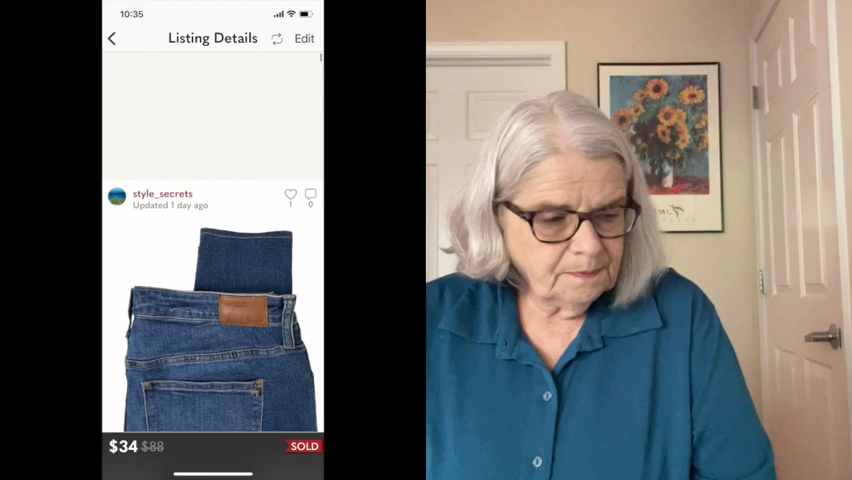 10:35
Listing Details
Edit
style_secrets
Updated 1 day ago
1
0
$34 $88
SOLD